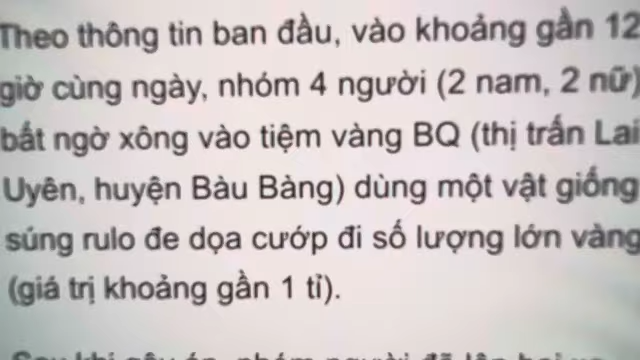 Theo thông tin ban đầu, vào khoảng gần 12
giờ cùng ngày, nhóm 4 người (2 nam, 2 nữ)
bất ngờ xông vào tiệm vàng BQ (thị trấn Lai
Uyên, huyện Bàu Bàng) dùng một vật giống
súng rulo đe dọa cướp đi số lượng lớn vàng
(giá trị khoảng gần 1 tỉ).